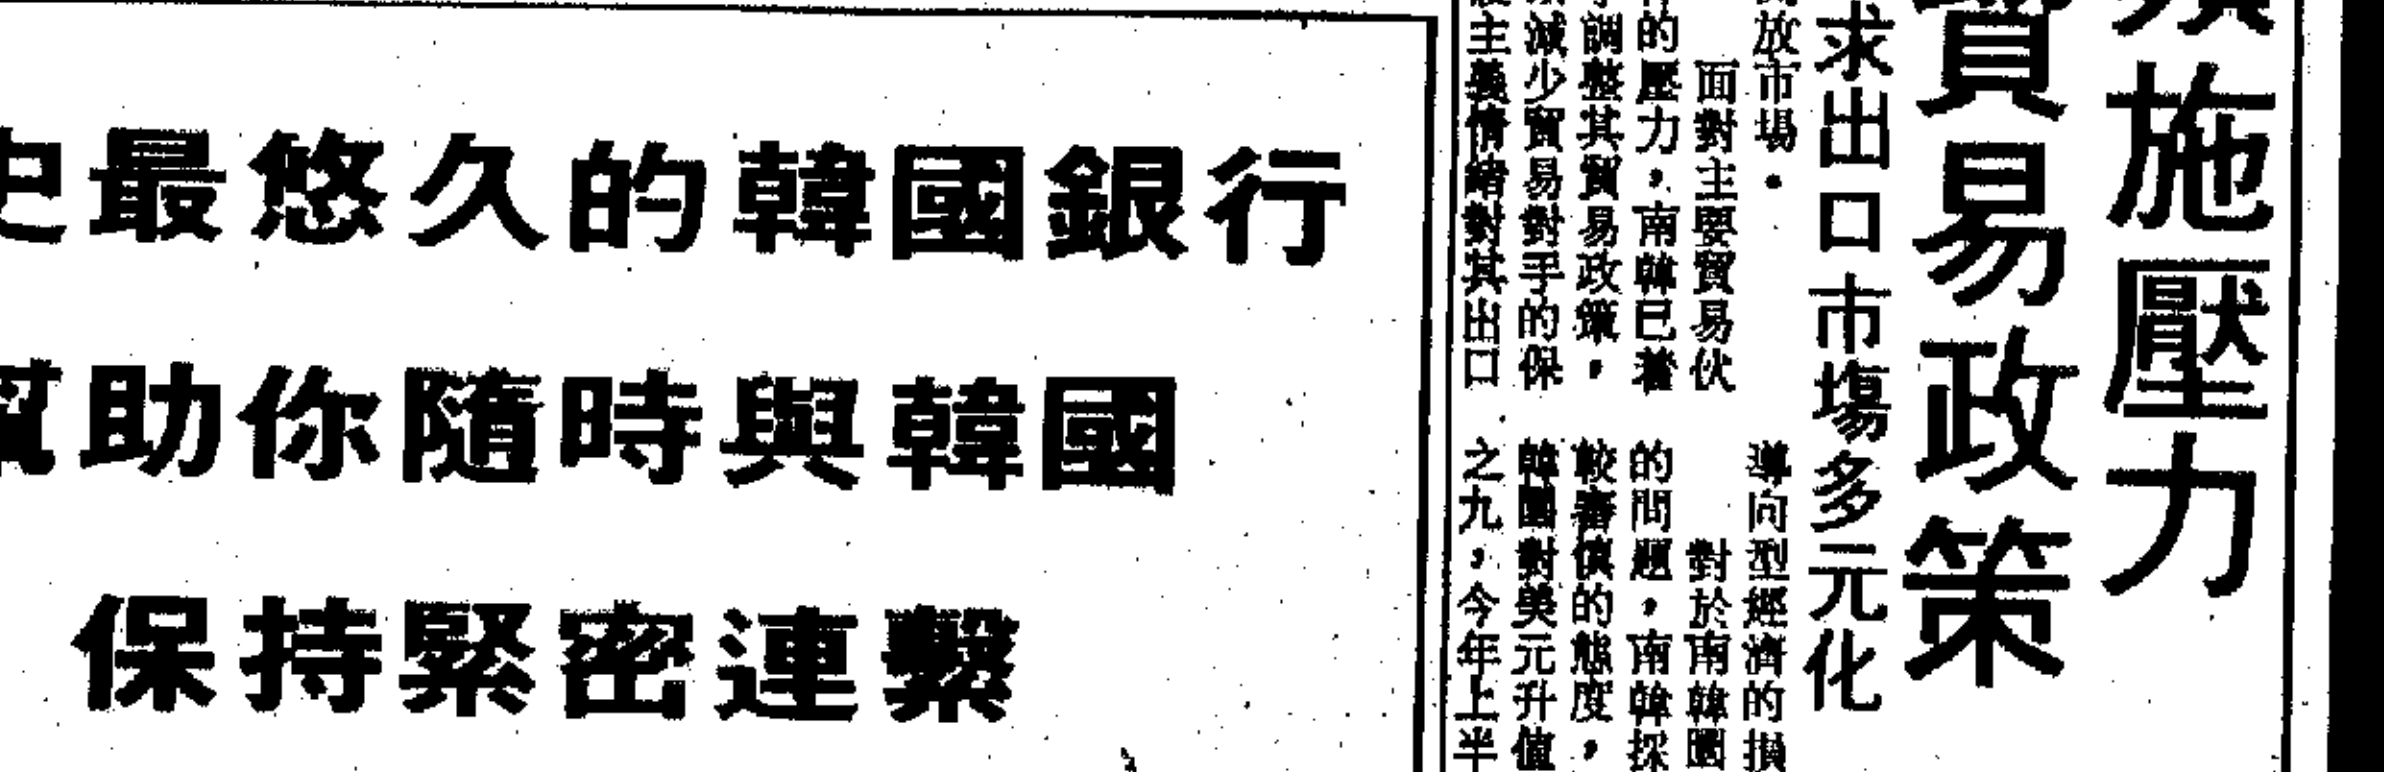 史最悠久的韓國銀行
幫助你隨時與韓國
保持緊密連繫
施壓力
貿易政策
求出口市場多元化
放市場。
面對主要貿易伙
的壓力，南韓已着
調整其貿易政策，
減少貿易對手的保
主義情緒對其出口
導向型經濟的損
對於南韓圜
的問題，南韓採
較審慎的態度，
韓圜對美元升值
之九，今年上半